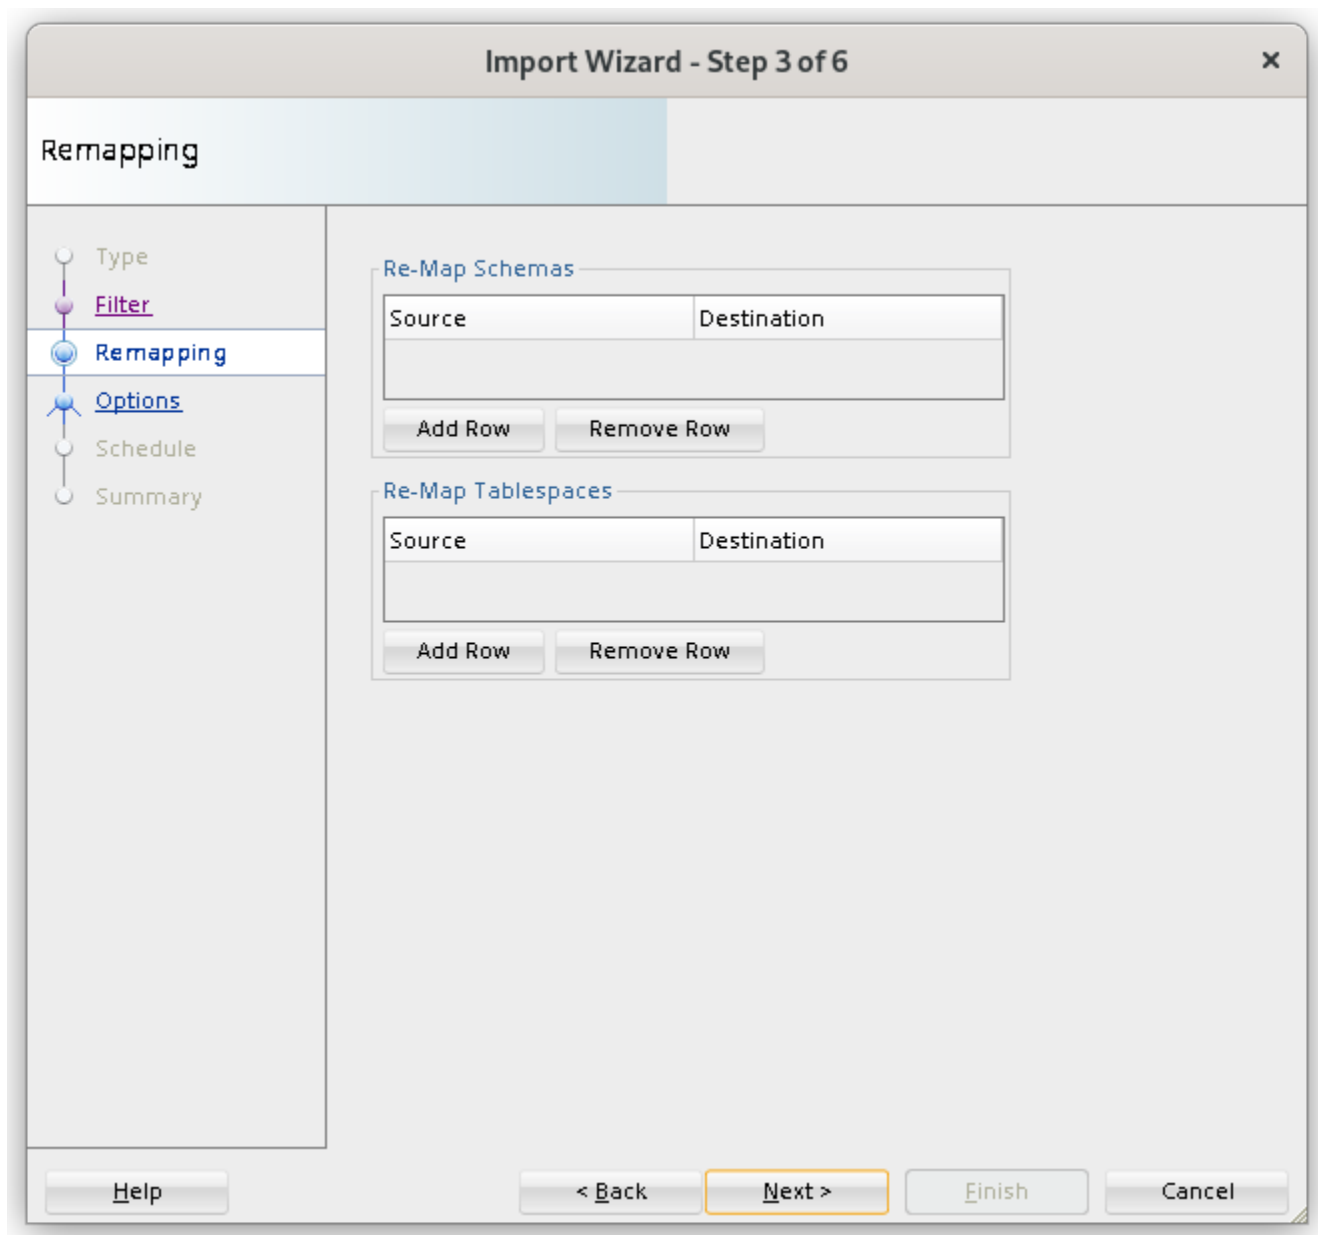 Import Wizard - Step 3 of 6
Remapping
Type
Filter
Remapping
Options
Schedule
Summary
Re-Map Schemas
Source Destination
Add Row Remove Row
Re-Map Tablespaces
Source Destination
Add Row Remove Row
Help < Back Next > Finish Cancel